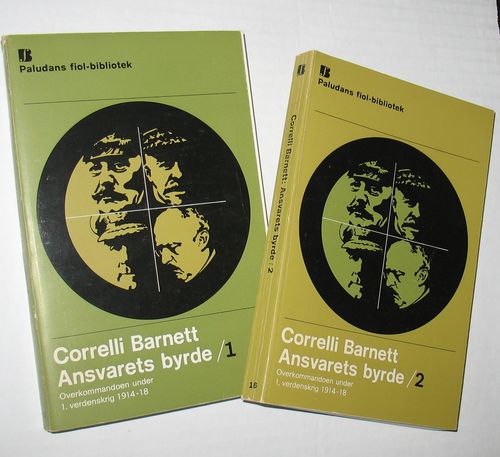 Paludans fiol-bibliotek
Correlli Barnett
Ansvarets byrde /1
Overkommandoen under
1. verdenskrig 1914-18
Correlli Barnett: Ansvarets byrde : 2
16
Paludans fiol-bibliotek
Correlli Barnett
Ansvarets byrde /2
Overkommandoen under
1. verdenskrig 1914-18